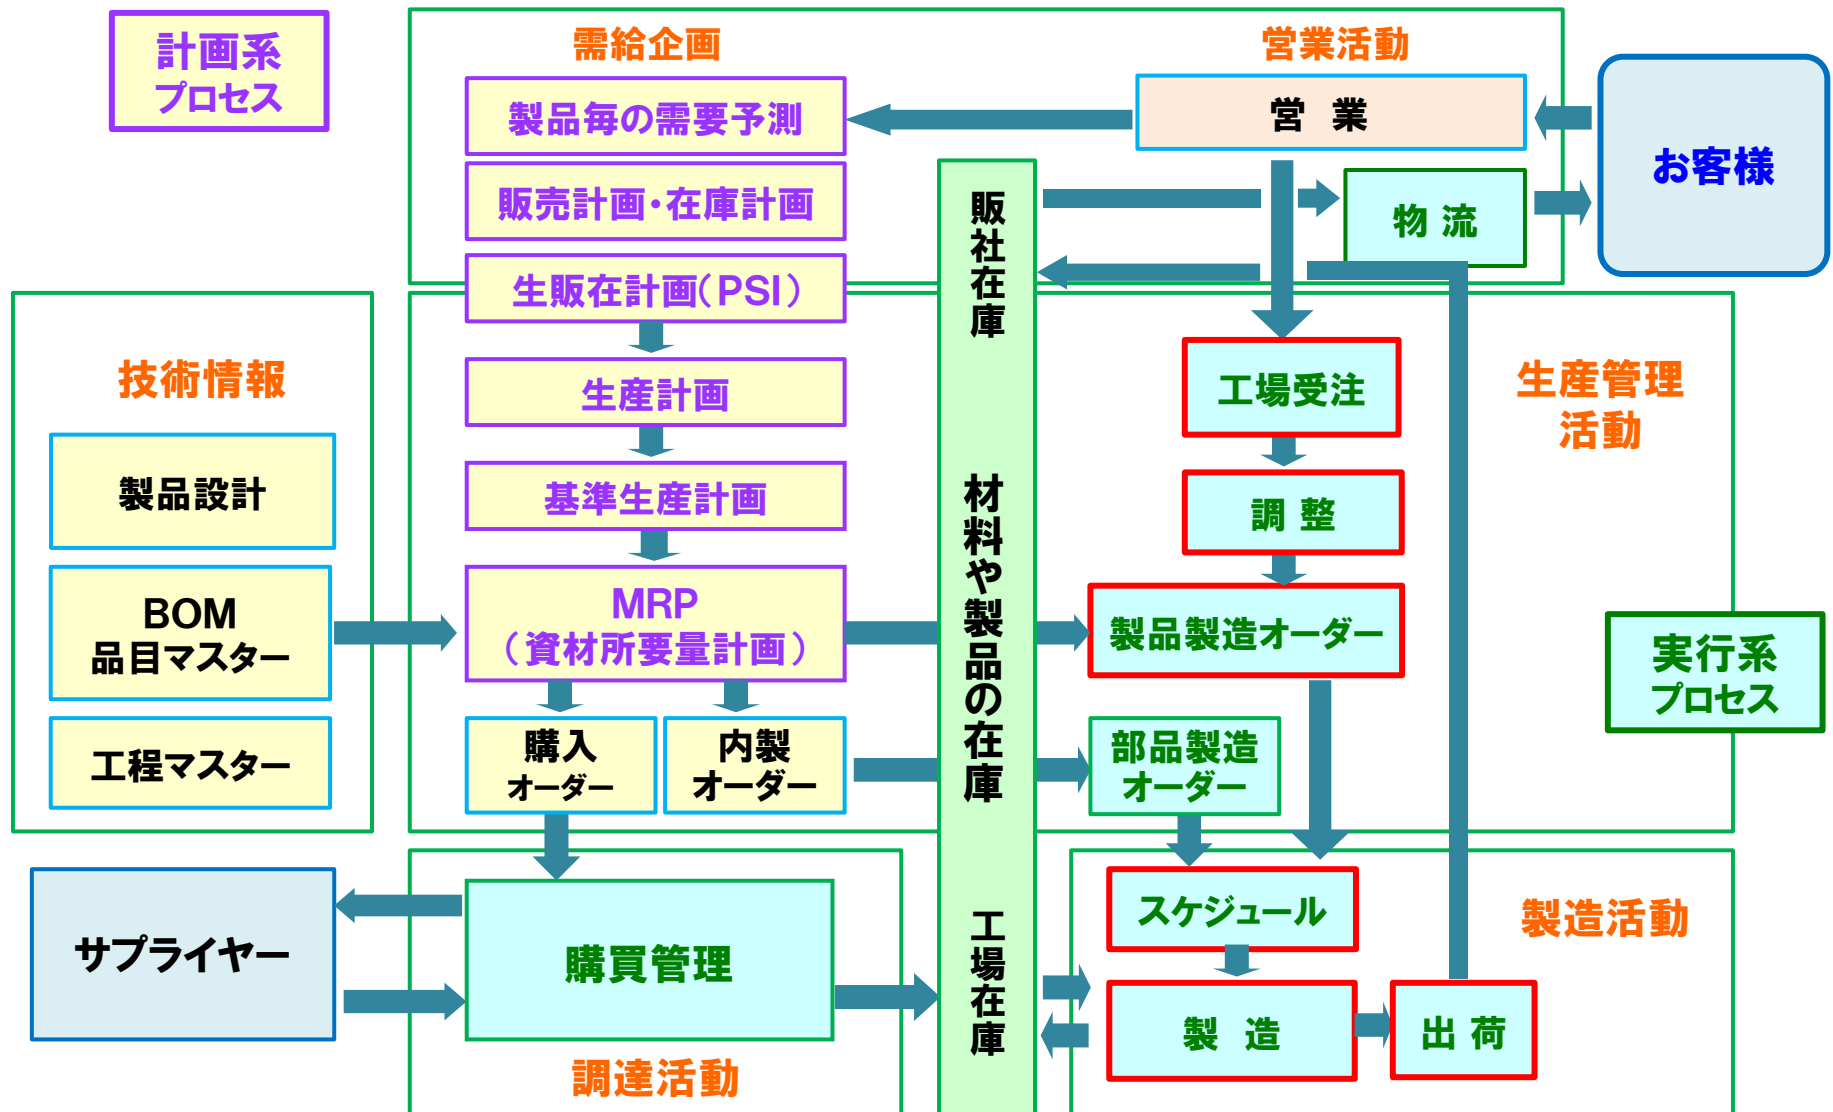 計画系
プロセス
需給企画
営業活動
製品毎の需要予測
営 業
お客様
販売計画・在庫計画
物 流
生販在計画(PSI)
販社在庫
技術情報
生産計画
工場受注
生産管理
活動
製品設計
基準生産計画
調 整
材料や製品の在庫
BOM
品目マスター
MRP
(資材所要量計画)
製品製造オーダー
実行系
プロセス
工程マスター
購入
オーダー
内製
オーダー
部品製造
オーダー
サプライヤー
購買管理
工場在庫
スケジュール
製造活動
製 造
出 荷
調達活動